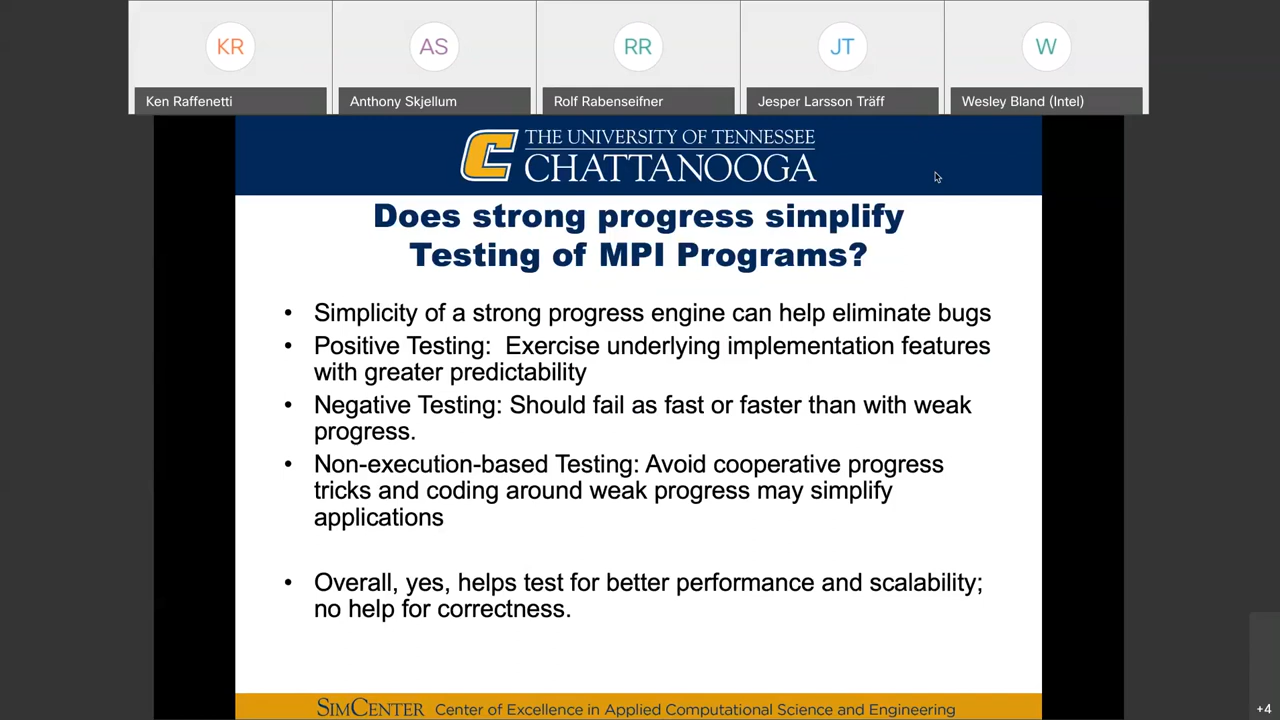 KR
AS
RR
JT
W
Ken Raffenetti
Anthony Skjellum
Rolf Rabenseifner
Jesper Larsson Träff
Wesley Bland (Intel)
C
THE UNIVERSITY OF TENNESSEE
CHATTANOOGA
Does strong progress simplify
Testing of MPI Programs?
• Simplicity of a strong progress engine can help eliminate bugs
• Positive Testing:  Exercise underlying implementation features
with greater predictability
• Negative Testing: Should fail as fast or faster than with weak
progress.
• Non-execution-based Testing: Avoid cooperative progress
tricks and coding around weak progress may simplify
applications
• Overall, yes, helps test for better performance and scalability;
no help for correctness.
SIMCENTER Center of Excellence in Applied Computational Science and Engineering
+4